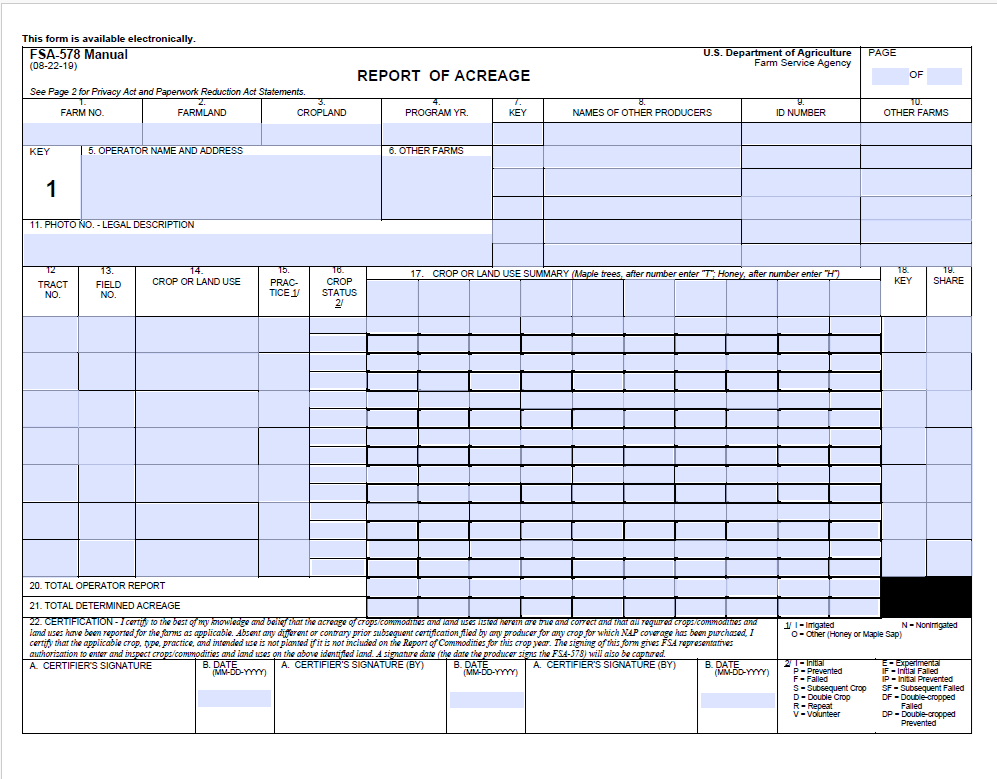 This form is available electronically.
FSA-578 Manual
(08-22-19)
U.S. Department of Agriculture
Farm Service Agency
PAGE
OF
REPORT OF ACREAGE
See Page 2 for Privacy Act and Paperwork Reduction Act Statements.
1.
FARM NO.
2.
FARMLAND
3.
CROPLAND
4.
PROGRAM YR.
7.
KEY
8.
NAMES OF OTHER PRODUCERS
9.
ID NUMBER
10.
OTHER FARMS
KEY
1
5. OPERATOR NAME AND ADDRESS
6. OTHER FARMS
11. PHOTO NO. - LEGAL DESCRIPTION
12
TRACT
NO.
13.
FIELD
NO.
14.
CROP OR LAND USE
15.
PRAC-
TICE 1/
16.
CROP
STATUS
2/
17. CROP OR LAND USE SUMMARY (Maple trees, after number enter "T"; Honey, after number enter "H")
18.
KEY
19.
SHARE
20. TOTAL OPERATOR REPORT
21. TOTAL DETERMINED ACREAGE
22. CERTIFICATION - I certify to the best of my knowledge and belief that the acreage of crops/commodities and land uses listed herein are true and correct and that all required crops/commodities and
land uses have been reported for the farms as applicable. Absent any different or contrary prior subsequent certification filed by any producer for any crop for which NAP coverage has been purchased, I
certify that the applicable crop, type, practice, and intended use is not planted if it is not included on the Report of Commodities for this crop year. The signing of this form gives FSA representatives
authorization to enter and inspect crops/commodities and land uses on the above identified land. A signature date (the date the producer signs the FSA-578) will also be captured.
1/ I = Irrigated
N = Nonirrigated
O = Other (Honey or Maple Sap)
A. CERTIFIER'S SIGNATURE
B. DATE
(MM-DD-YYYY)
A. CERTIFIER'S SIGNATURE (BY)
B. DATE
(MM-DD-YYYY)
A. CERTIFIER'S SIGNATURE (BY)
B. DATE
(MM-DD-YYYY)
2/ I = Initial
P = Prevented
F = Failed
S = Subsequent Crop
D = Double Crop
R = Repeat
V = Volunteer
E = Experimental
IF = Initial Failed
IP = Initial Prevented
SF = Subsequent Failed
DF = Double-cropped
Failed
DP = Double-cropped
Prevented